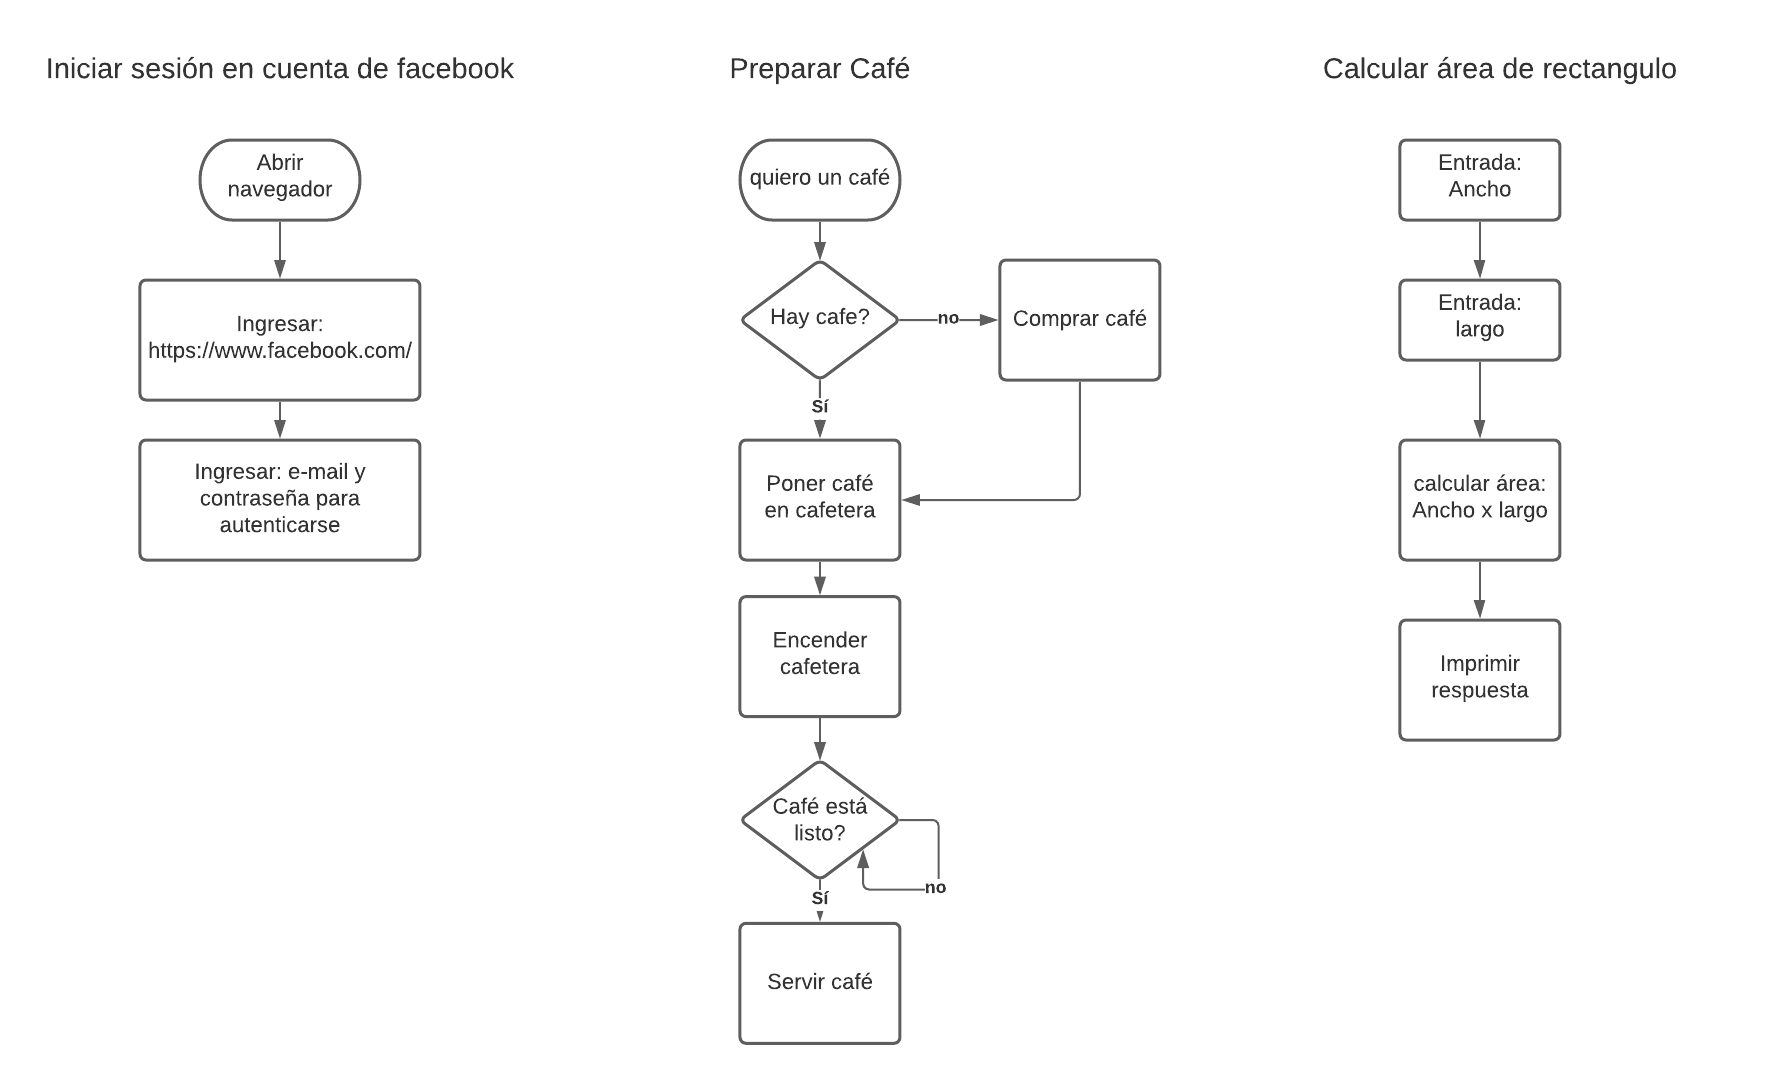 Iniciar sesión en cuenta de facebook
Abrir
navegador
Ingresar:
https://www.facebook.com/
Ingresar: e-mail y
contraseña para
autenticarse
Preparar Café
quiero un café
Hay cafe?
no
Comprar café
Sí
Poner café
en cafetera
Encender
cafetera
Café está
listo?
no
Sí
Servir café
Calcular área de rectangulo
Entrada:
Ancho
Entrada:
largo
calcular área:
Ancho x largo
Imprimir
respuesta